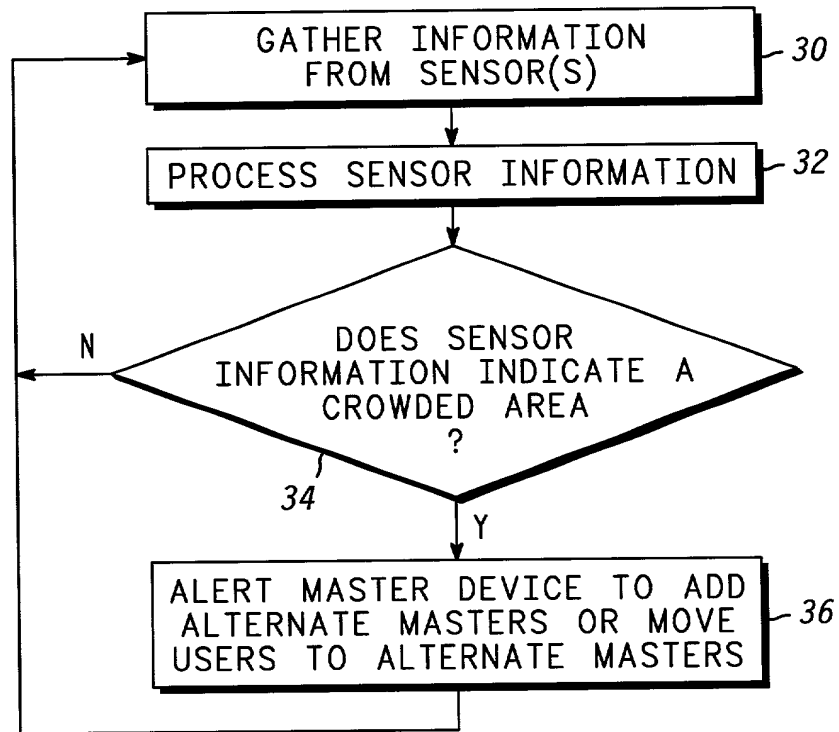 GATHER INFORMATION
FROM SENSOR(S)
30
PROCESS SENSOR INFORMATION
32
DOES SENSOR
INFORMATION INDICATE A
CROWDED AREA
?
N
34
Y
ALERT MASTER DEVICE TO ADD
ALTERNATE MASTERS OR MOVE
USERS TO ALTERNATE MASTERS
36